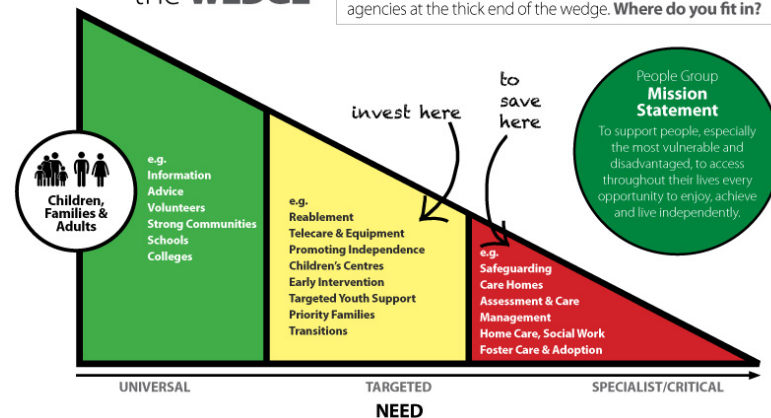 the WEDGE
agencies at the thick end of the wedge. Where do you fit in?
invest here
to
save
here
People Group
Mission
Statement
To support people, especially
the most vulnerable and
disadvantaged, to access
throughout their lives every
opportunity to enjoy, achieve
and live independently.
Children,
Families &
Adults
e.g.
Information
Advice
Volunteers
Strong Communities
Schools
Colleges
e.g.
Reablement
Telecare & Equipment
Promoting Independence
Children's Centres
Early Intervention
Targeted Youth Support
Priority Families
Transitions
e.g.
Safeguarding
Care Homes
Assessment & Care
Management
Home Care, Social Work
Foster Care & Adoption
UNIVERSAL
TARGETED
SPECIALIST/CRITICAL
NEED